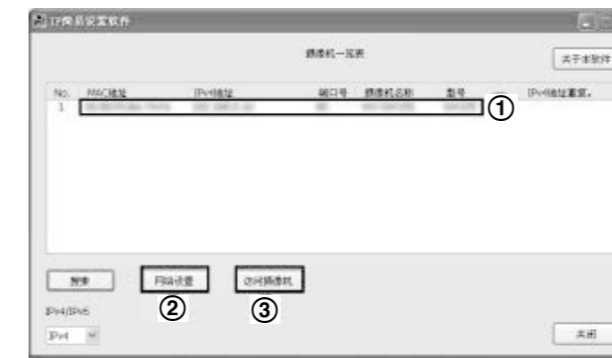 IP简易设置软件
摄像机一览表
关于本软件
No. MAC地址 IPv4地址 端口号 摄像机名称 型号 IPv4地址重复。
1
①
搜索 网络设置 访问摄像机
② ③
IPv4/IPv6
IPv4
关闭